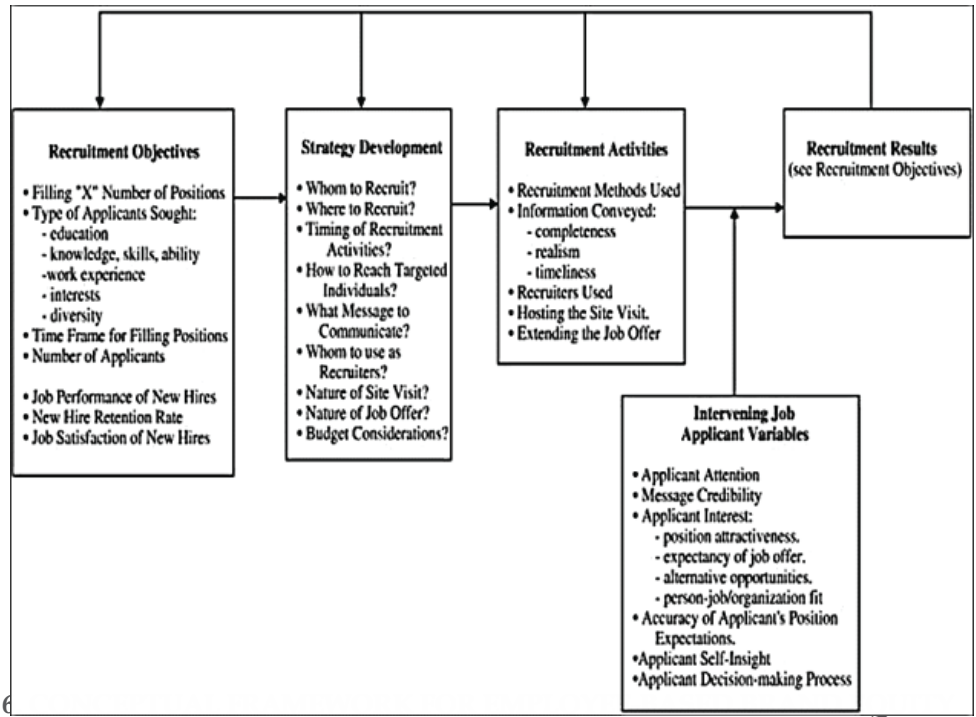 Recruitment Objectives
• Filling "X" Number of Positions
• Type of Applicants Sought:
- education
- knowledge, skills, ability
-work experience
- interests
- diversity
• Time Frame for Filling Positions
• Number of Applicants
• Job Performance of New Hires
• New Hire Retention Rate
• Job Satisfaction of New Hires
Strategy Development
• Whom to Recruit?
• Where to Recruit?
• Timing of Recruitment
Activities?
• How to Reach Targeted
Individuals?
• What Message to
Communicate?
• Whom to use as
Recruiters?
• Nature of Site Visit?
• Nature of Job Offer?
• Budget Considerations?
Recruitment Activities
• Recruitment Methods Used
• Information Conveyed:
- completeness
- realism
- timeliness
• Recruiters Used
• Hosting the Site Visit.
• Extending the Job Offer
Recruitment Results
(see Recruitment Objectives)
Intervening Job
Applicant Variables
• Applicant Attention
• Message Credibility
• Applicant Interest:
- position attractiveness.
- expectancy of job offer.
- alternative opportunities.
- person-job/organization fit
• Accuracy of Applicant's Position
Expectations.
•Applicant Self-Insight
•Applicant Decision-making Process